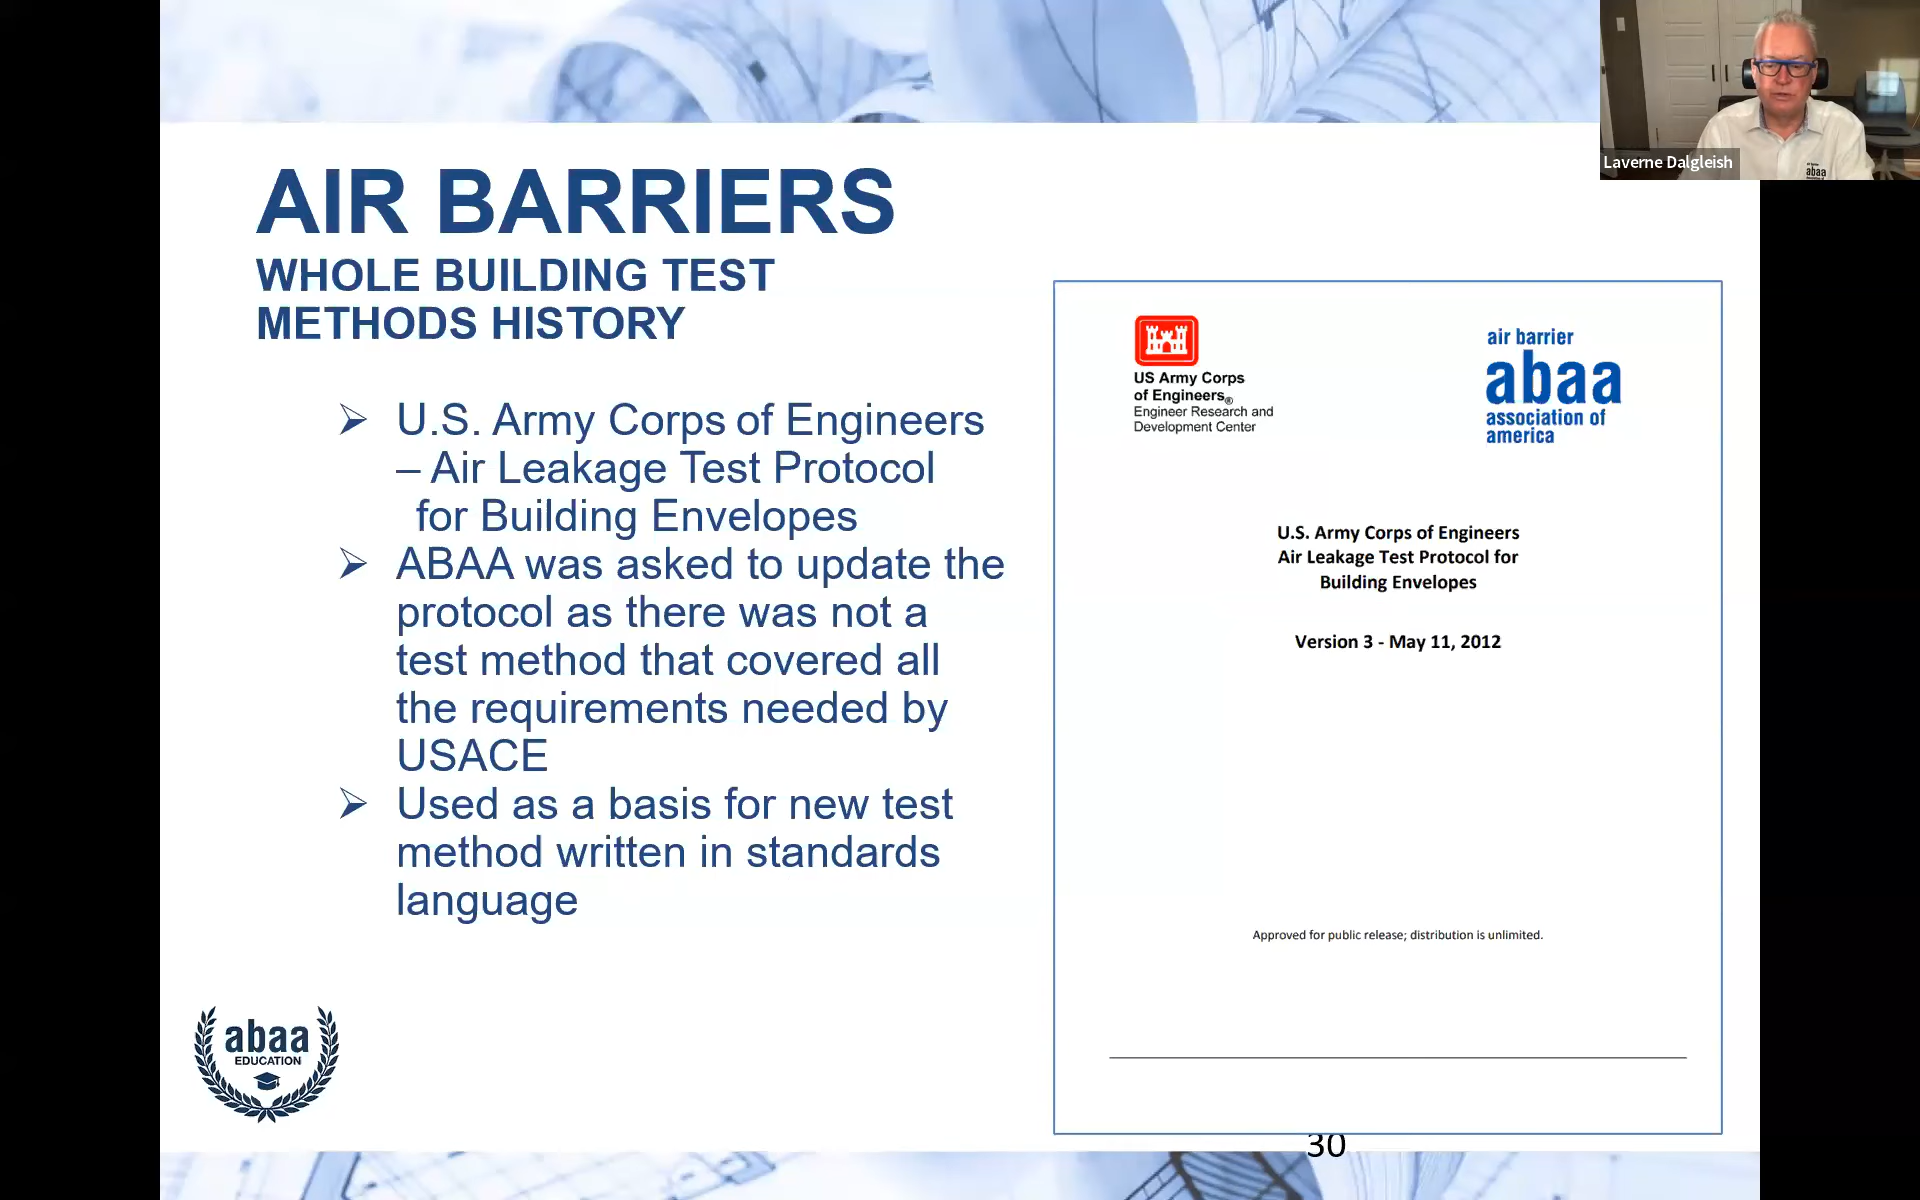 Laverne Dalgleish
abaa
AIR BARRIERS
WHOLE BUILDING TEST
METHODS HISTORY
➢ U.S. Army Corps of Engineers
– Air Leakage Test Protocol
for Building Envelopes
➢ ABAA was asked to update the
protocol as there was not a
test method that covered all
the requirements needed by
USACE
➢ Used as a basis for new test
method written in standards
language
US Army Corps
of Engineers®
Engineer Research and
Development Center
air barrier
abaa
association of
america
U.S. Army Corps of Engineers
Air Leakage Test Protocol for
Building Envelopes
Version 3 - May 11, 2012
Approved for public release; distribution is unlimited.
abaa
EDUCATION
30